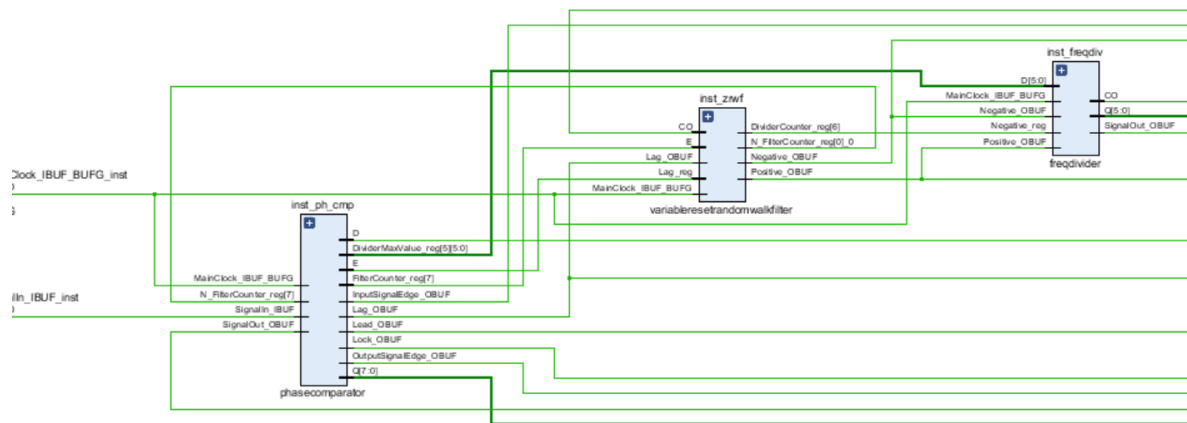 inst_freqdiv
D[5:0]
MainClock_IBUF_BUFG
Negative_OBUF
Negative_reg
Positive_OBUF
CO
Q[5:0]
SignalOut_OBUF
freqdivider
inst_zrwf
CO
E
Lag_OBUF
Lag_reg
MainClock_IBUF_BUFG
DividerCounter_reg[6]
N_FilterCounter_reg[0]_0
Negative_OBUF
Positive_OBUF
variableresetrandomwalkfilter
Clock_IBUF_BUFG_inst
inst_ph_cmp
D
DividerMaxValue_reg[5][5:0]
E
FilterCounter_reg[7]
InputSignalEdge_OBUF
Lag_OBUF
Lead_OBUF
Lock_OBUF
OutputSignalEdge_OBUF
Q[7:0]
MainClock_IBUF_BUFG
N_FilterCounter_reg[7]
SignalIn_IBUF
SignalOut_OBUF
lIn_IBUF_inst
phasecomparator